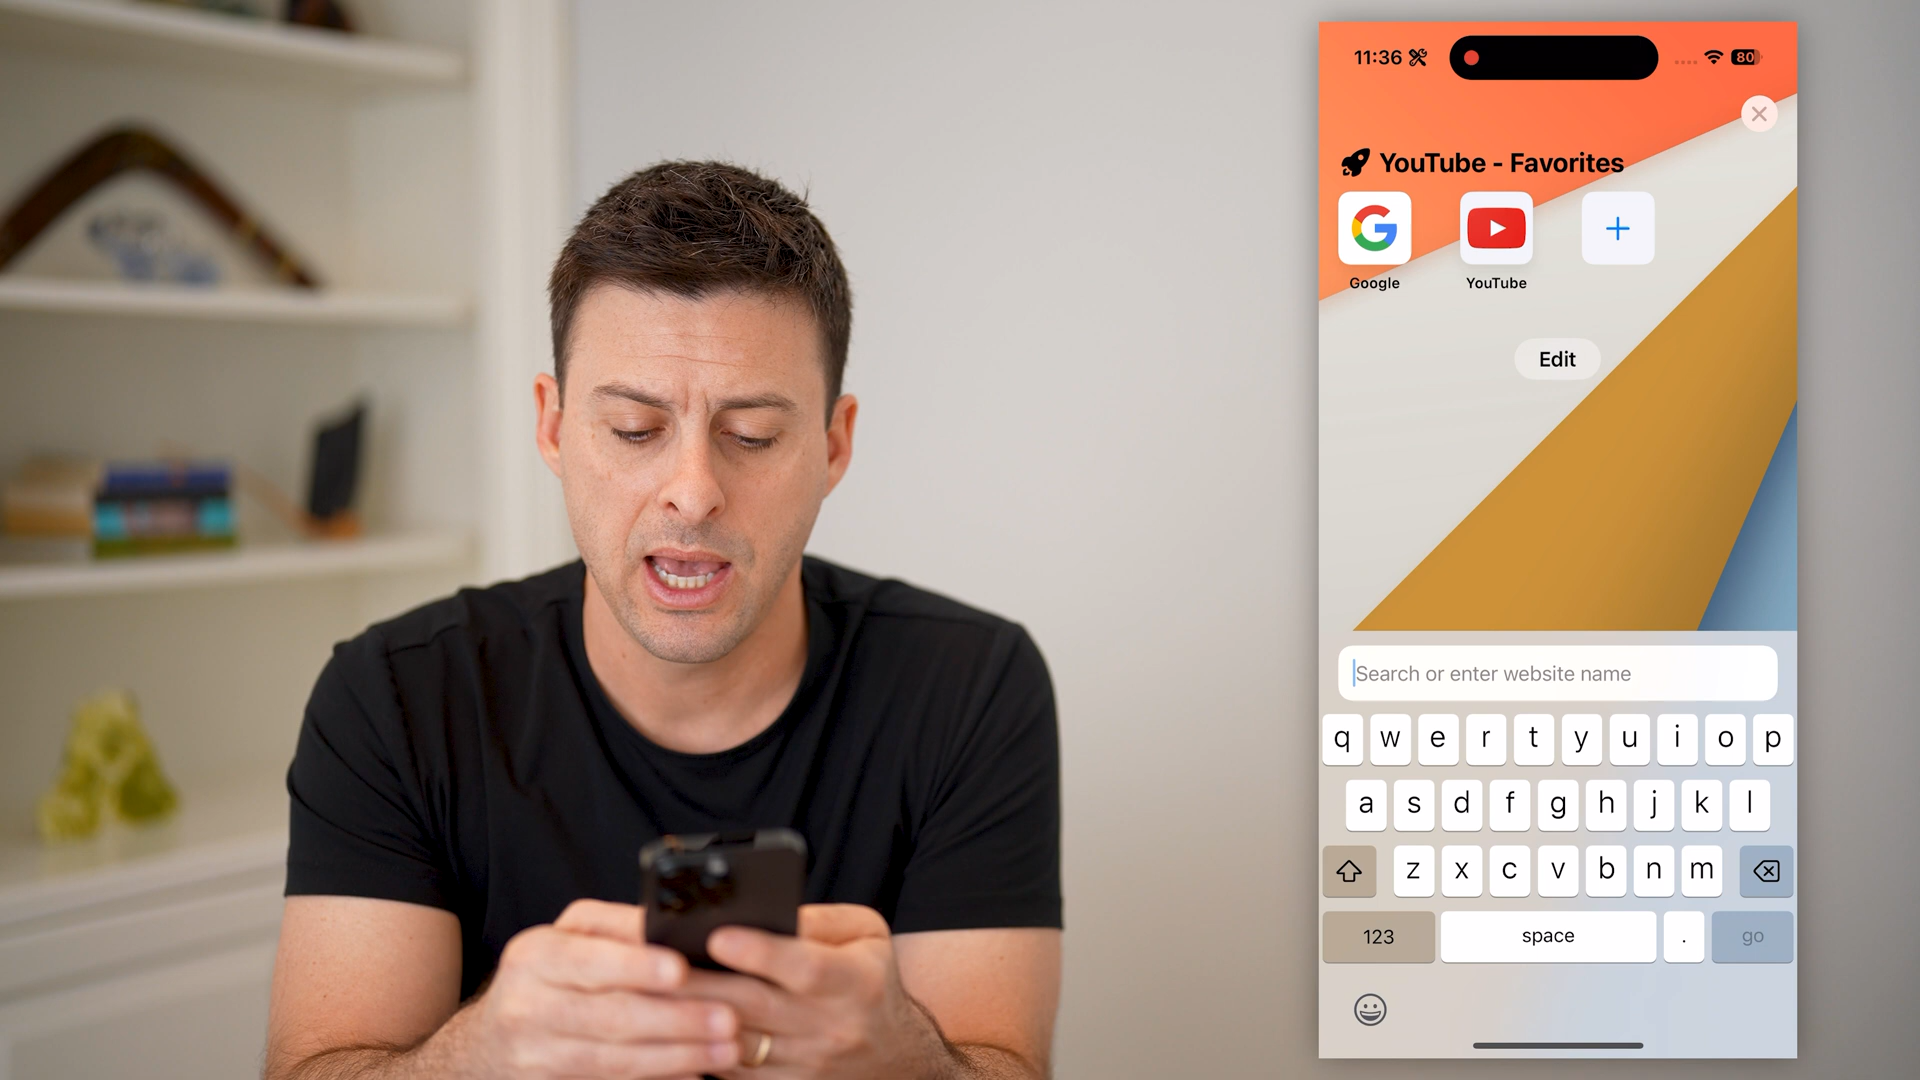 11:36
80
YouTube - Favorites
Google
YouTube
Edit
Search or enter website name
q w e r t y u i o p
a s d f g h j k l
z x c v b n m
123 space . go